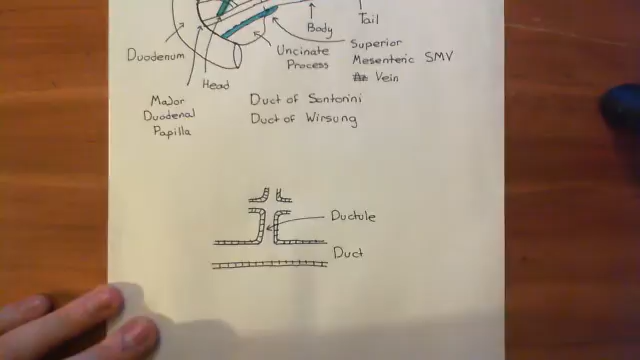 Tail
Body
Duodenum
Uncinate
Process
Superior
Mesenteric SMV
Vein
Head
Major
Duodenal
Papilla
Duct of Santorini
Duct of Wirsung
Ductule
Duct